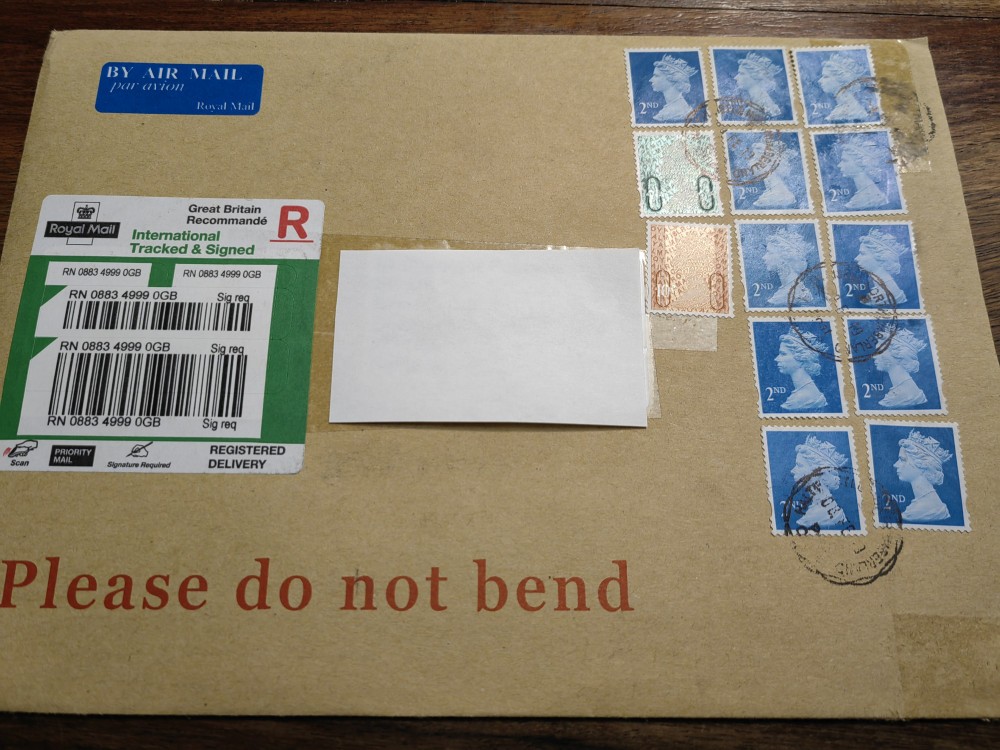 BY AIR MAIL
par avion
Royal Mail
2ND
2ND
2ND
2ND
2ND
10P
2ND
2ND
2ND
2ND
2ND
2ND
Royal Mail
Great Britain
Recommandé
R
International
Tracked & Signed
RN 0883 4999 0GB
RN 0883 4999 0GB
RN 0883 4999 0GB
Sig req
RN 0883 4999 0GB
Sig req
RN 0883 4999 0GB
Sig req
Scan
PRIORITY
MAIL
Signature Required
REGISTERED
DELIVERY
Please do not bend